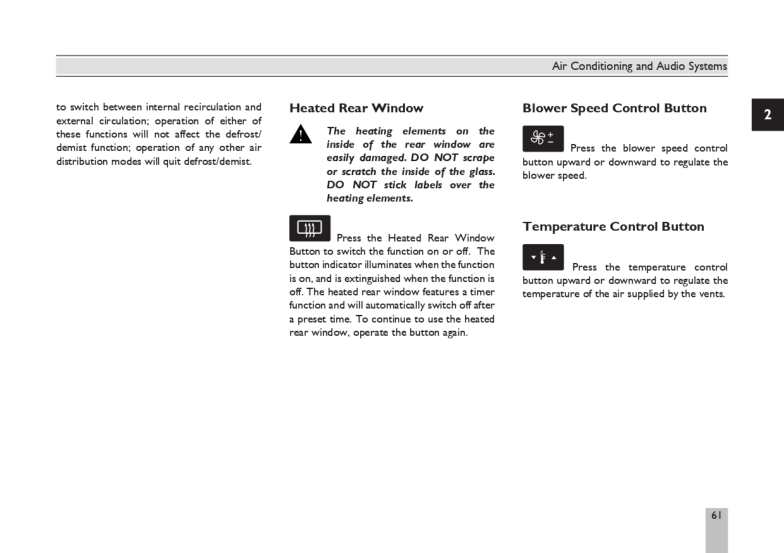 Air Conditioning and Audio Systems
to switch between internal recirculation and
external circulation; operation of either of
these functions will not affect the defrost/
demist function; operation of any other air
distribution modes will quit defrost/demist.
Heated Rear Window
The heating elements on the
inside of the rear window are
easily damaged. DO NOT scrape
or scratch the inside of the glass.
DO NOT stick labels over the
heating elements.
Press the Heated Rear Window
Button to switch the function on or off. The
button indicator illuminates when the function
is on, and is extinguished when the function is
off. The heated rear window features a timer
function and will automatically switch off after
a preset time. To continue to use the heated
rear window, operate the button again.
Blower Speed Control Button
Press the blower speed control
button upward or downward to regulate the
blower speed.
Temperature Control Button
Press the temperature control
button upward or downward to regulate the
temperature of the air supplied by the vents.
2
61